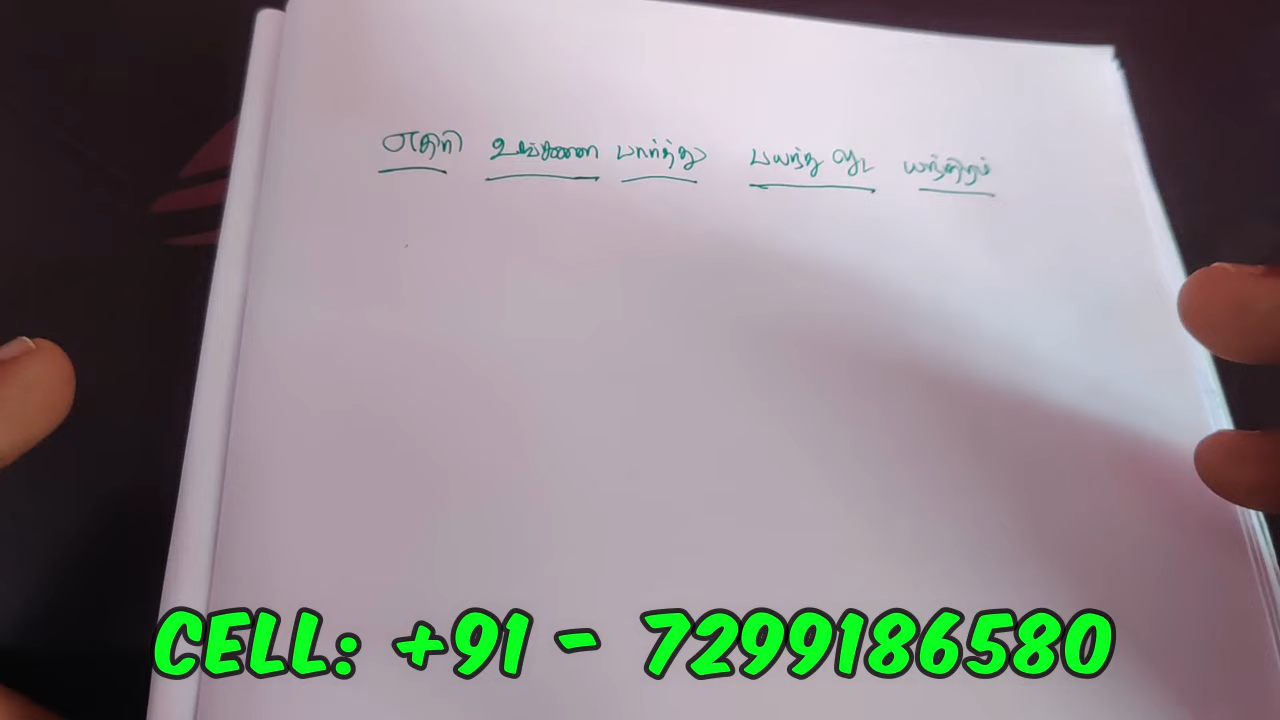 எதிரி உங்களை பார்த்து பயந்து ஓட யந்திரம்
CELL: +91 - 7299186580